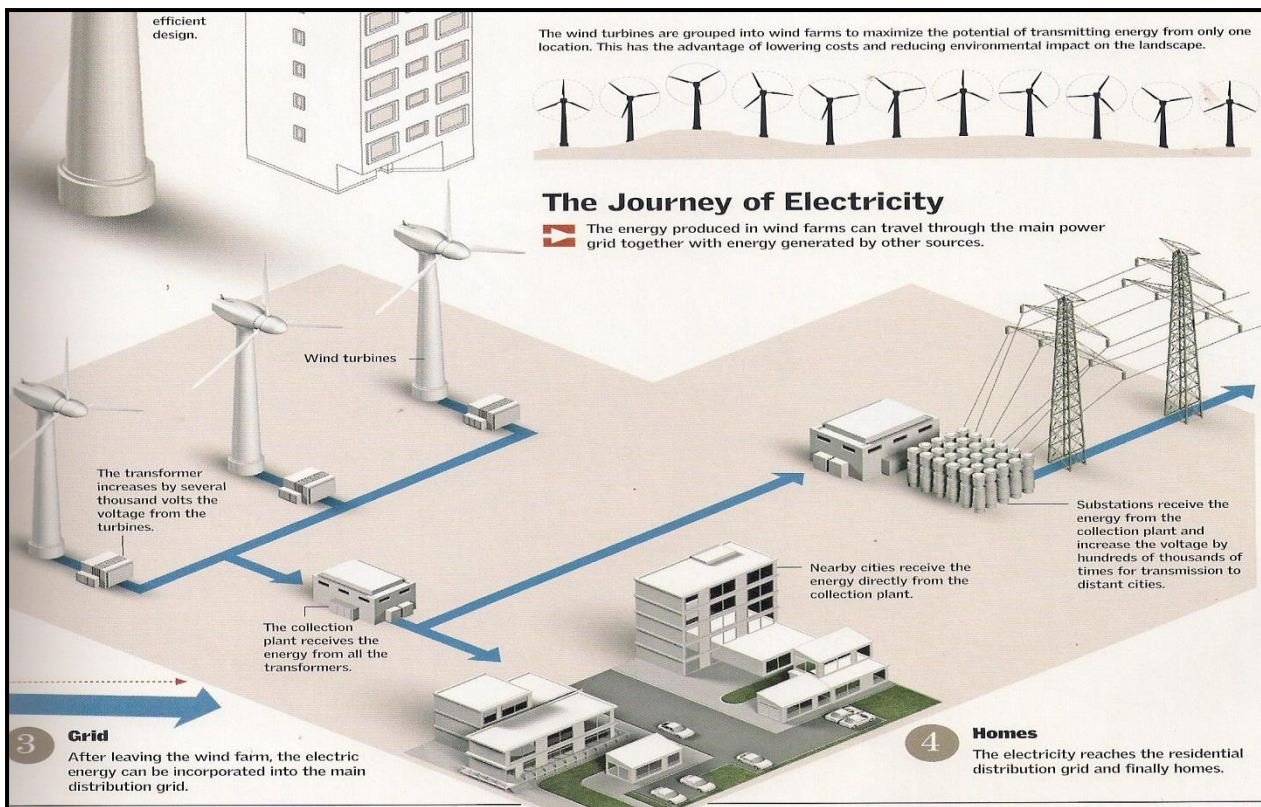 efficient
design.
The wind turbines are grouped into wind farms to maximize the potential of transmitting energy from only one
location. This has the advantage of lowering costs and reducing environmental impact on the landscape.
The Journey of Electricity
The energy produced in wind farms can travel through the main power
grid together with energy generated by other sources.
Wind turbines
The transformer
increases by several
thousand volts the
voltage from the
turbines.
Substations receive the
energy from the
collection plant and
increase the voltage by
hundreds of thousands of
times for transmission to
distant cities.
Nearby cities receive the
energy directly from the
collection plant.
The collection
plant receives the
energy from all the
transformers.
3
Grid
After leaving the wind farm, the electric
energy can be incorporated into the main
distribution grid.
4
Homes
The electricity reaches the residential
distribution grid and finally homes.